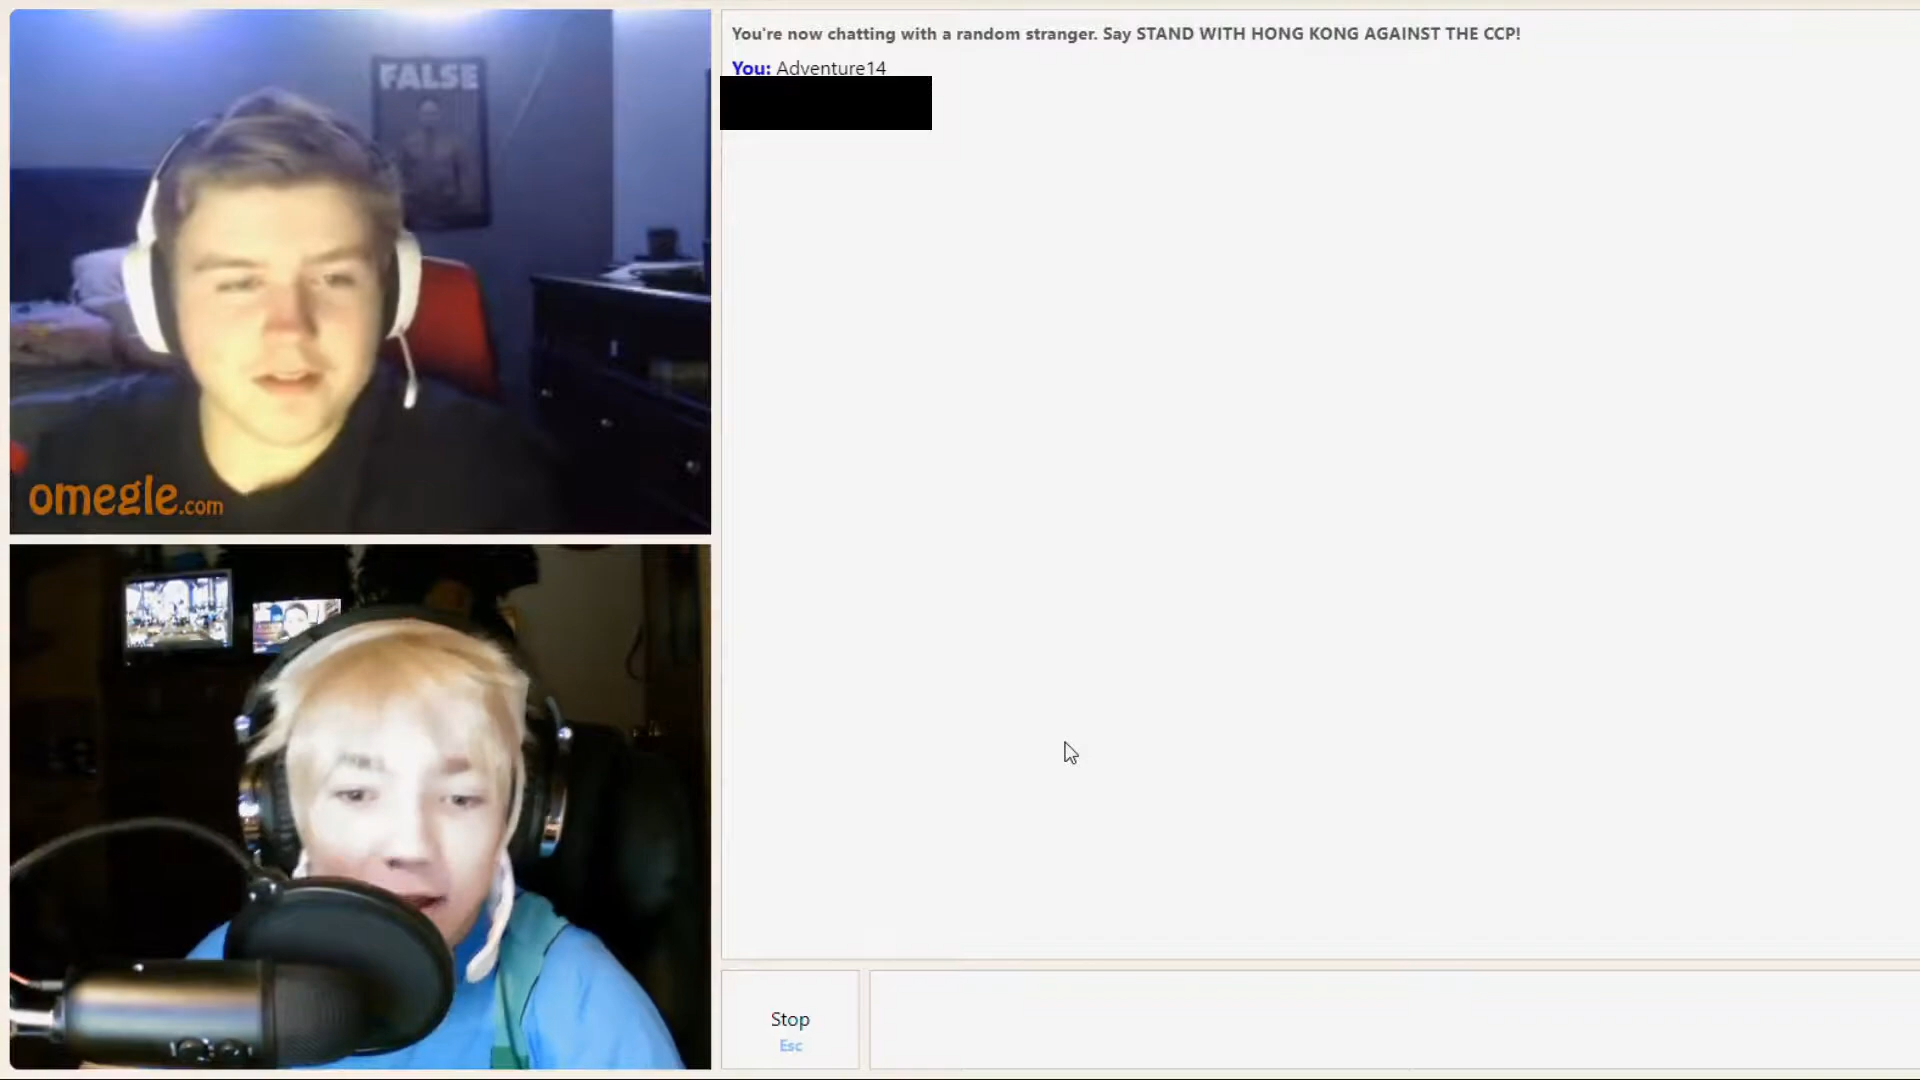 You're now chatting with a random stranger. Say STAND WITH HONG KONG AGAINST THE CCP!
You: Adventure14
FALSE
omegle.com
Stop
Esc